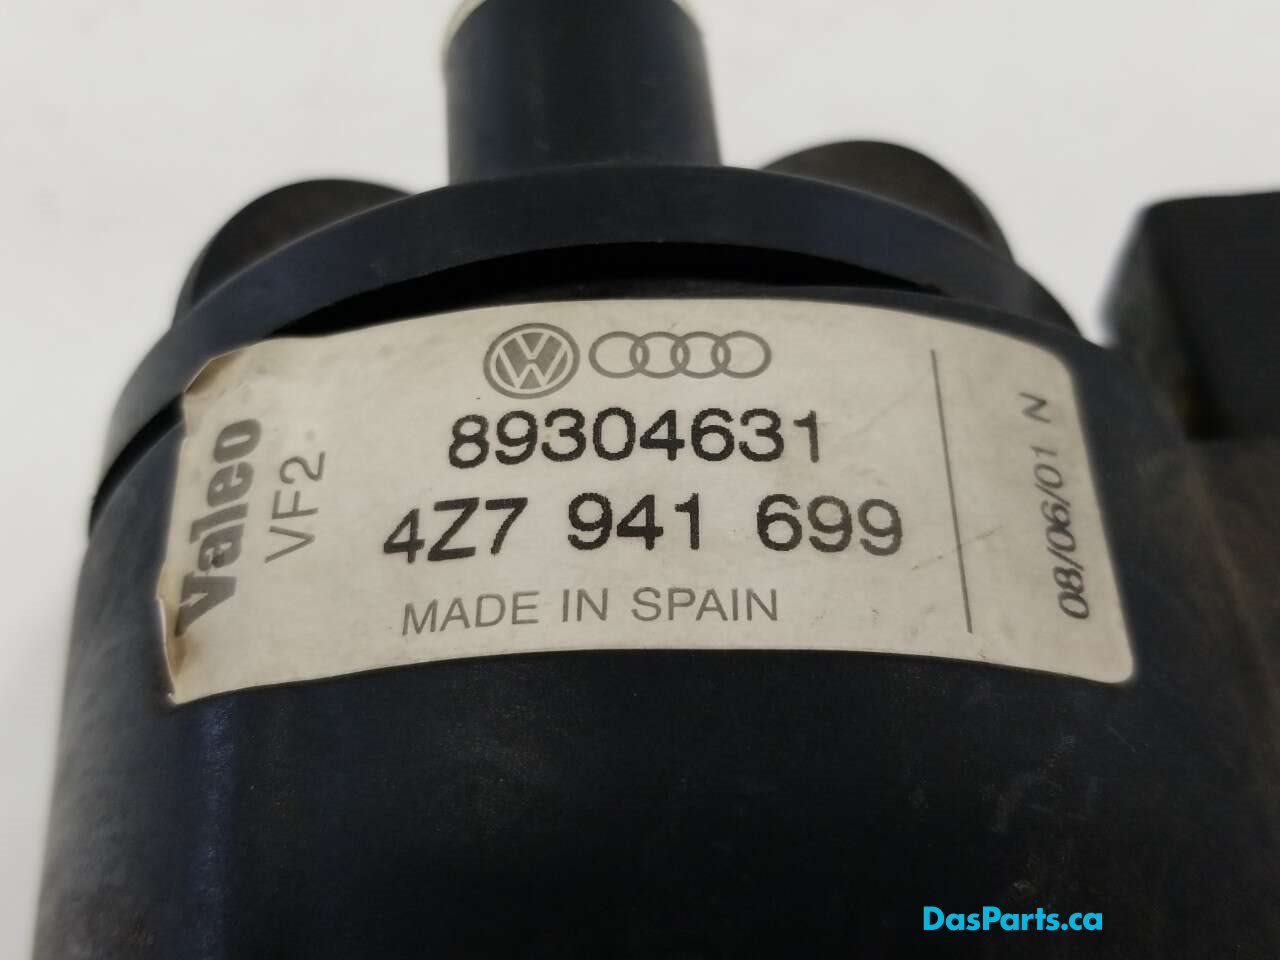 Valeo
VF2
89304631
4Z7 941 699
MADE IN SPAIN
08/06/01 N
DasParts.ca